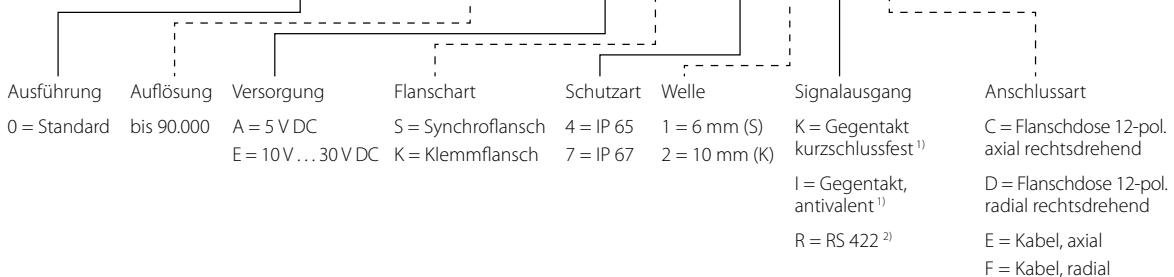 Ausführung
0 = Standard
Auflösung
bis 90.000
Versorgung
A = 5 V DC
E = 10 V . . . 30 V DC
Flanschart
S = Synchroflansch
K = Klemmflansch
Schutzart
4 = IP 65
7 = IP 67
Welle
1 = 6 mm (S)
2 = 10 mm (K)
Signalausgang
K = Gegentakt
kurzschlussfest 1)
I = Gegentakt,
antivalent 1)
R = RS 422 2)
Anschlussart
C = Flanschdose 12-pol.
axial rechtsdrehend
D = Flanschdose 12-pol.
radial rechtsdrehend
E = Kabel, axial
F = Kabel, radial